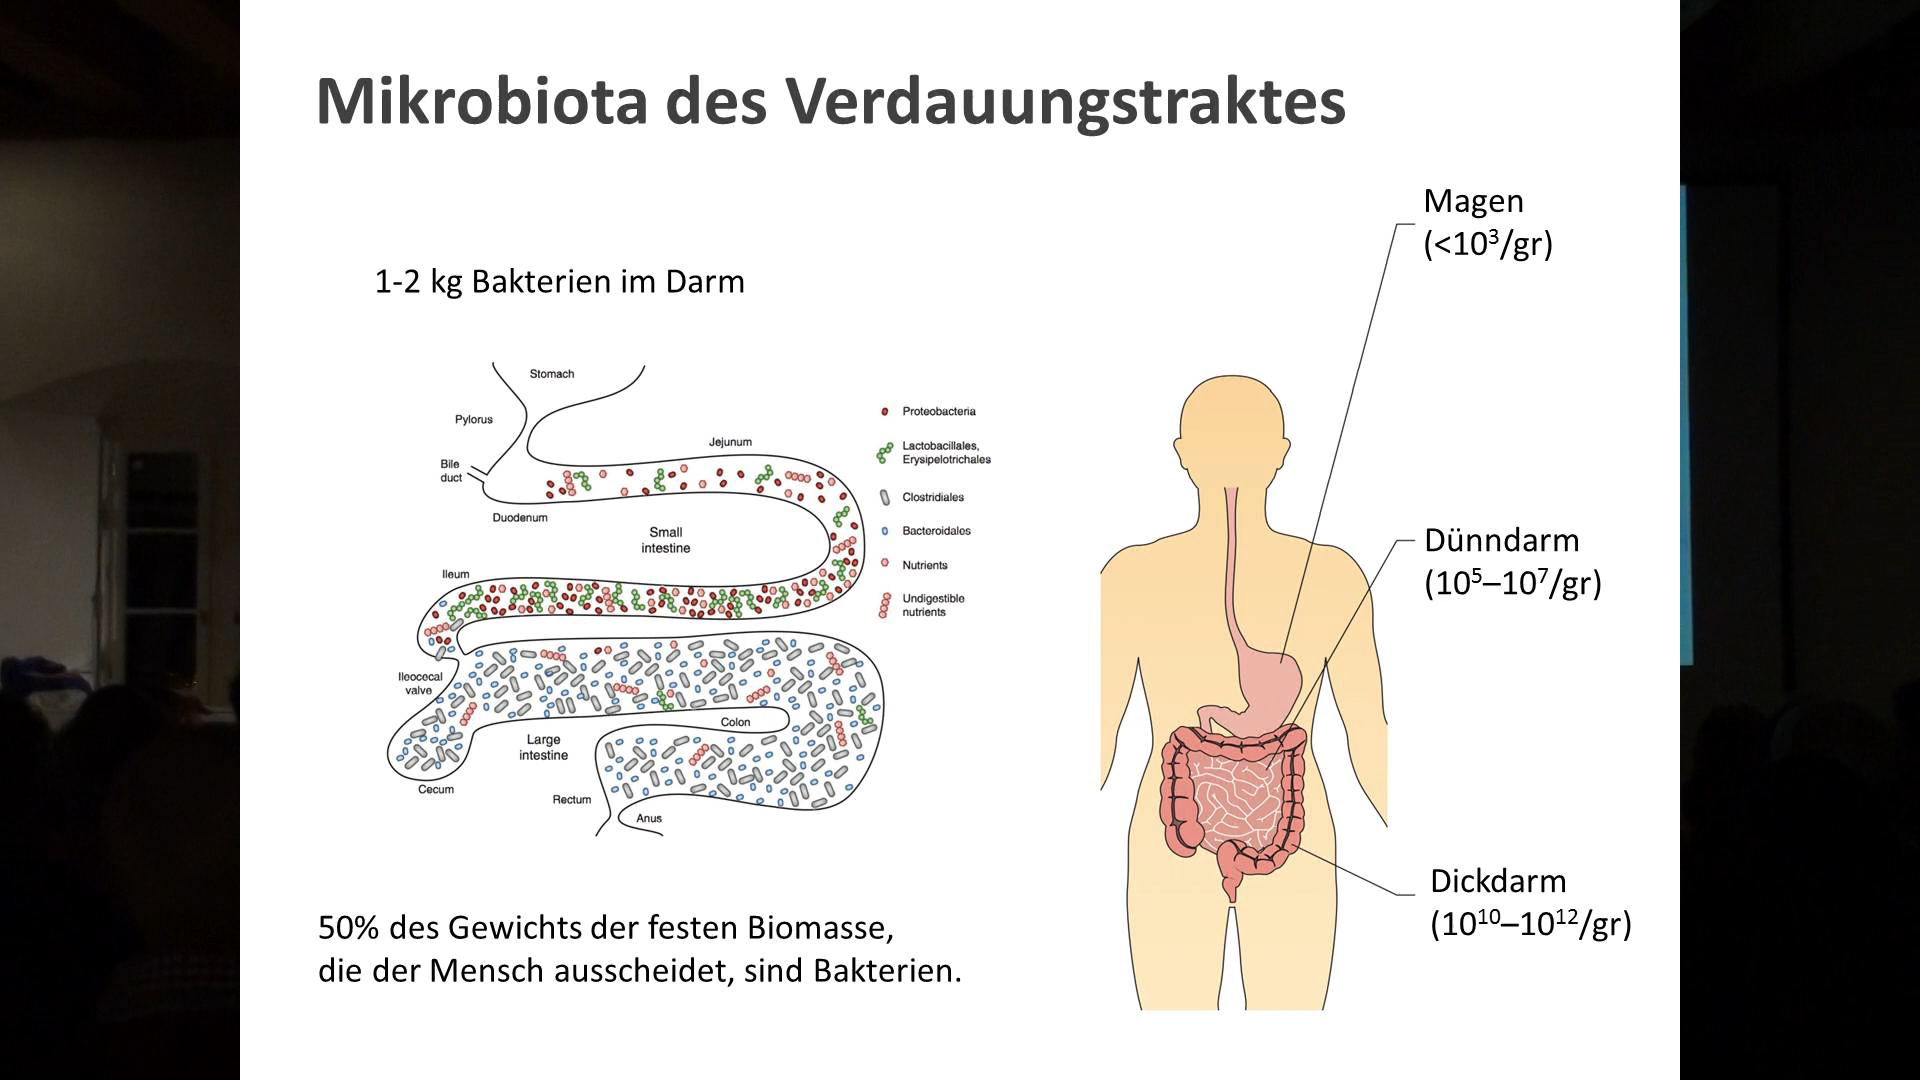 Mikrobiota des Verdauungstraktes
1-2 kg Bakterien im Darm
Stomach
Pylorus
Bile
duct
Duodenum
Jejunum
Small
intestine
Ileum
Ileocecal
valve
Colon
Large
intestine
Cecum
Rectum
Anus
Proteobacteria
Lactobacillales,
Erysipelotrichales
Clostridiales
Bacteroidales
Nutrients
Undigestible
nutrients
50% des Gewichts der festen Biomasse,
die der Mensch ausscheidet, sind Bakterien.
Magen
(<10³/gr)
Dünndarm
(10⁵–10⁷/gr)
Dickdarm
(10¹⁰–10¹²/gr)